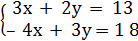 3x + 2y = 13
- 4x + 3y = 1 8